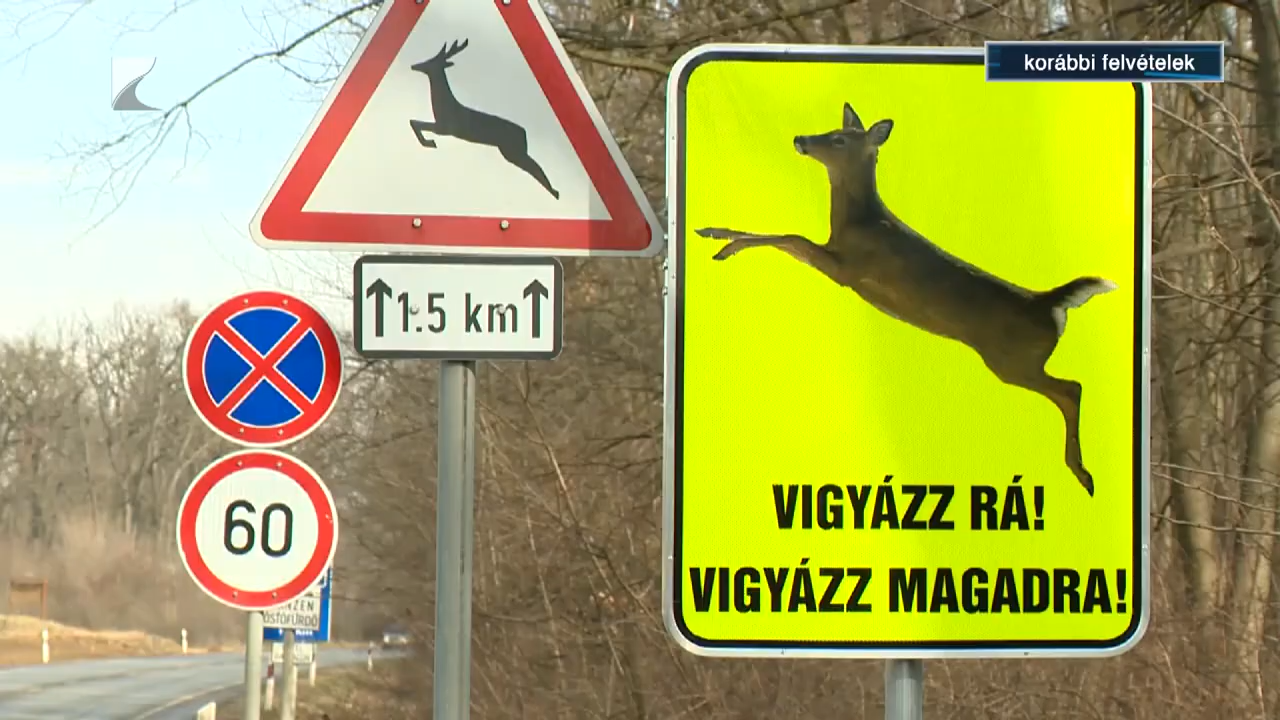 korábbi felvételek
↑1.5 km↑
60
VIGYÁZZ RÁ!
VIGYÁZZ MAGADRA!